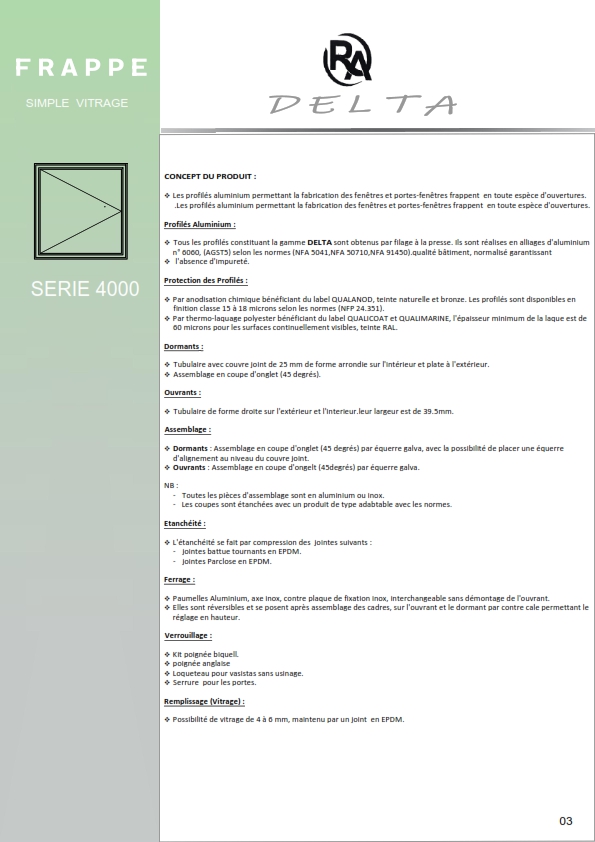 FRAPPE
SIMPLE VITRAGE
SERIE 4000
RA
DELTA
CONCEPT DU PRODUIT :
❖ Les profilés aluminium permettant la fabrication des fenêtres et portes-fenêtres frappent en toute espèce d'ouvertures.
.Les profilés aluminium permettant la fabrication des fenêtres et portes-fenêtres frappent en toute espèce d'ouvertures.
Profilés Aluminium :
❖ Tous les profilés constituant la gamme DELTA sont obtenus par filage à la presse. Ils sont réalises en alliages d'aluminium
n° 6060, (AGST5) selon les normes (NFA 5041,NFA 50710,NFA 91450).qualité bâtiment, normalisé garantissant
❖ l'absence d'impureté.
Protection des Profilés :
❖ Par anodisation chimique bénéficiant du label QUALANOD, teinte naturelle et bronze. Les profilés sont disponibles en
finition classe 15 à 18 microns selon les normes (NFP 24.351).
❖ Par thermo-laquage polyester bénéficiant du label QUALICOAT et QUALIMARINE, l'épaisseur minimum de la laque est de
60 microns pour les surfaces continuellement visibles, teinte RAL.
Dormants :
❖ Tubulaire avec couvre joint de 25 mm de forme arrondie sur l'intérieur et plate à l'extérieur.
❖ Assemblage en coupe d'onglet (45 degrés).
Ouvrants :
❖ Tubulaire de forme droite sur l'extérieur et l'interieur.leur largeur est de 39.5mm.
Assemblage :
❖ Dormants : Assemblage en coupe d'onglet (45 degrés) par équerre galva, avec la possibilité de placer une équerre
d'alignement au niveau du couvre joint.
❖ Ouvrants : Assemblage en coupe d'ongelt (45degrés) par équerre galva.
NB :
- Toutes les pièces d'assemblage sont en aluminium ou inox.
- Les coupes sont étanchées avec un produit de type adabtable avec les normes.
Etanchéité :
❖ L'étanchéité se fait par compression des jointes suivants :
- Jointes battue tournants en EPDM.
- Jointes Parclose en EPDM.
Ferrage :
❖ Paumelles Aluminium, axe inox, contre plaque de fixation inox, interchangeable sans démontage de l'ouvrant.
❖ Elles sont réversibles et se posent après assemblage des cadres, sur l'ouvrant et le dormant par contre cale permettant le
réglage en hauteur.
Verrouillage :
❖ Kit poignée biquell.
❖ poignée anglaise
❖ Loqueteau pour vasistas sans usinage.
❖ Serrure pour les portes.
Remplissage (Vitrage) :
❖ Possibilité de vitrage de 4 à 6 mm, maintenu par un joint en EPDM.
03